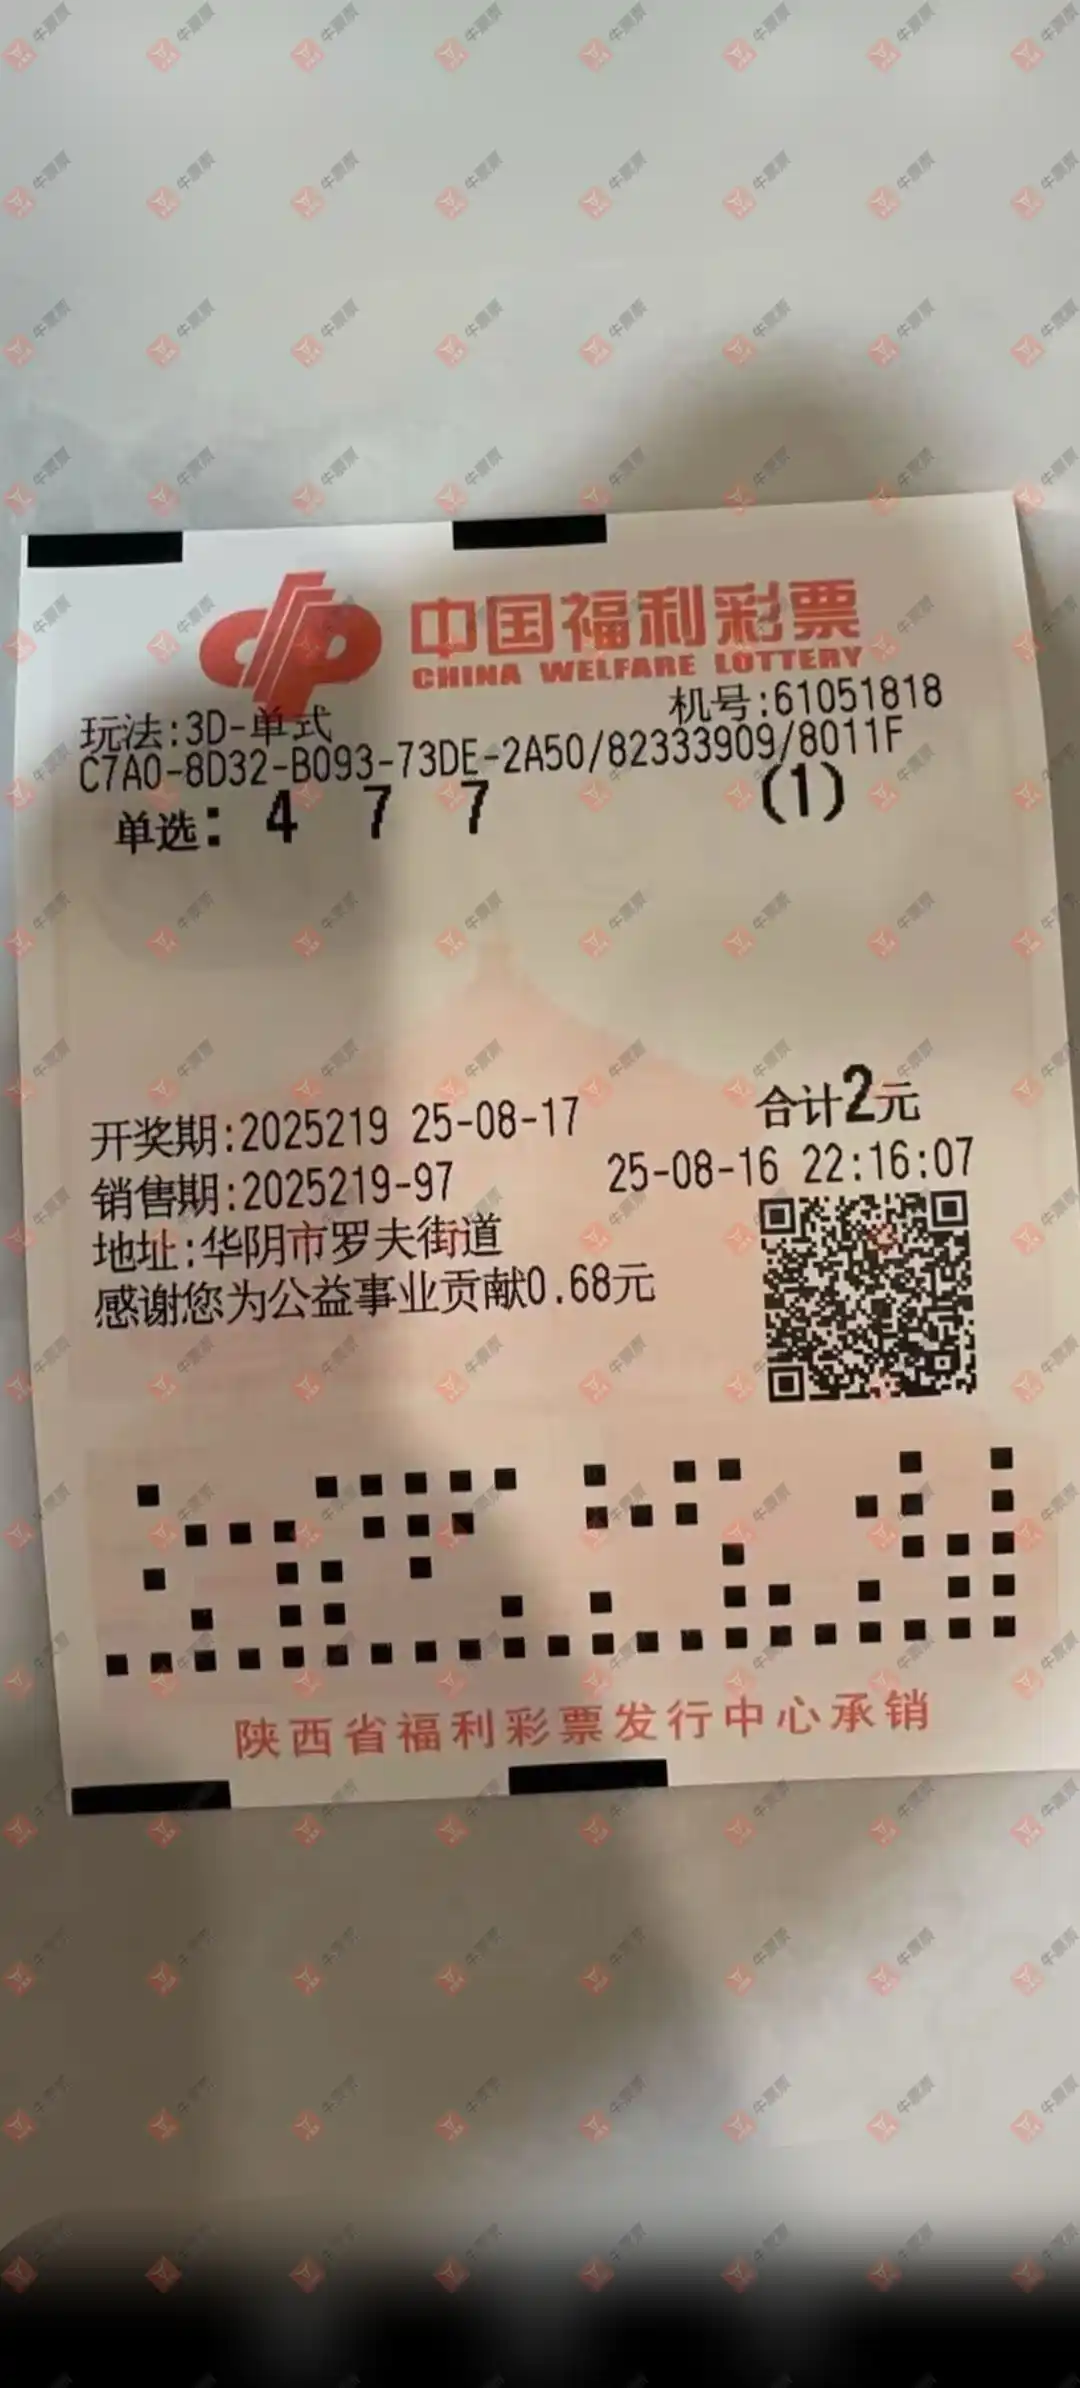 中国福利彩票
CHINA WELFARE LOTTERY
机号:61051818
玩法:3D-单式
C7A0-8D32-B093-73DE-2A50/82333909/8011F
单选: 4 7 7 (1)
合计2元
开奖期:2025219 25-08-17
销售期:2025219-97 25-08-16 22:16:07
地址:华阴市罗夫街道
感谢您为公益事业贡献0.68元
陕西省福利彩票发行中心承销
牛票票